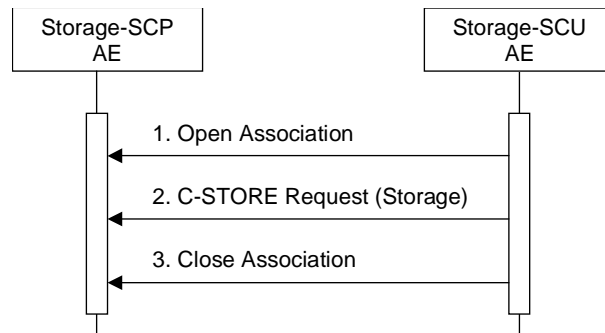 Storage-SCP
AE
Storage-SCU
AE
1. Open Association
2. C-STORE Request (Storage)
3. Close Association